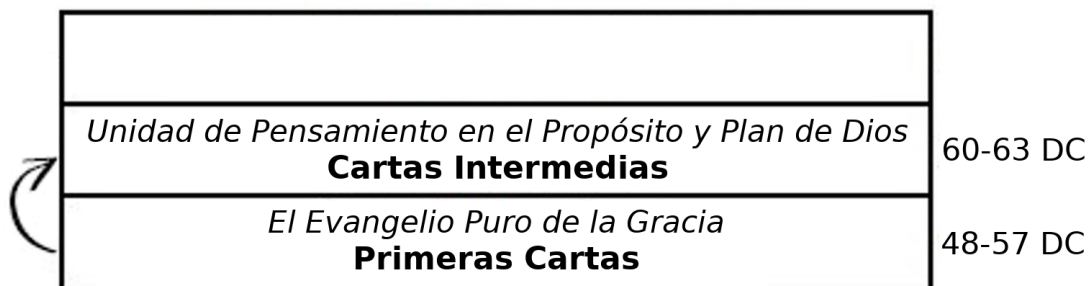 Unidad de Pensamiento en el Propósito y Plan de Dios
Cartas Intermedias
60-63 DC
El Evangelio Puro de la Gracia
Primeras Cartas
48-57 DC